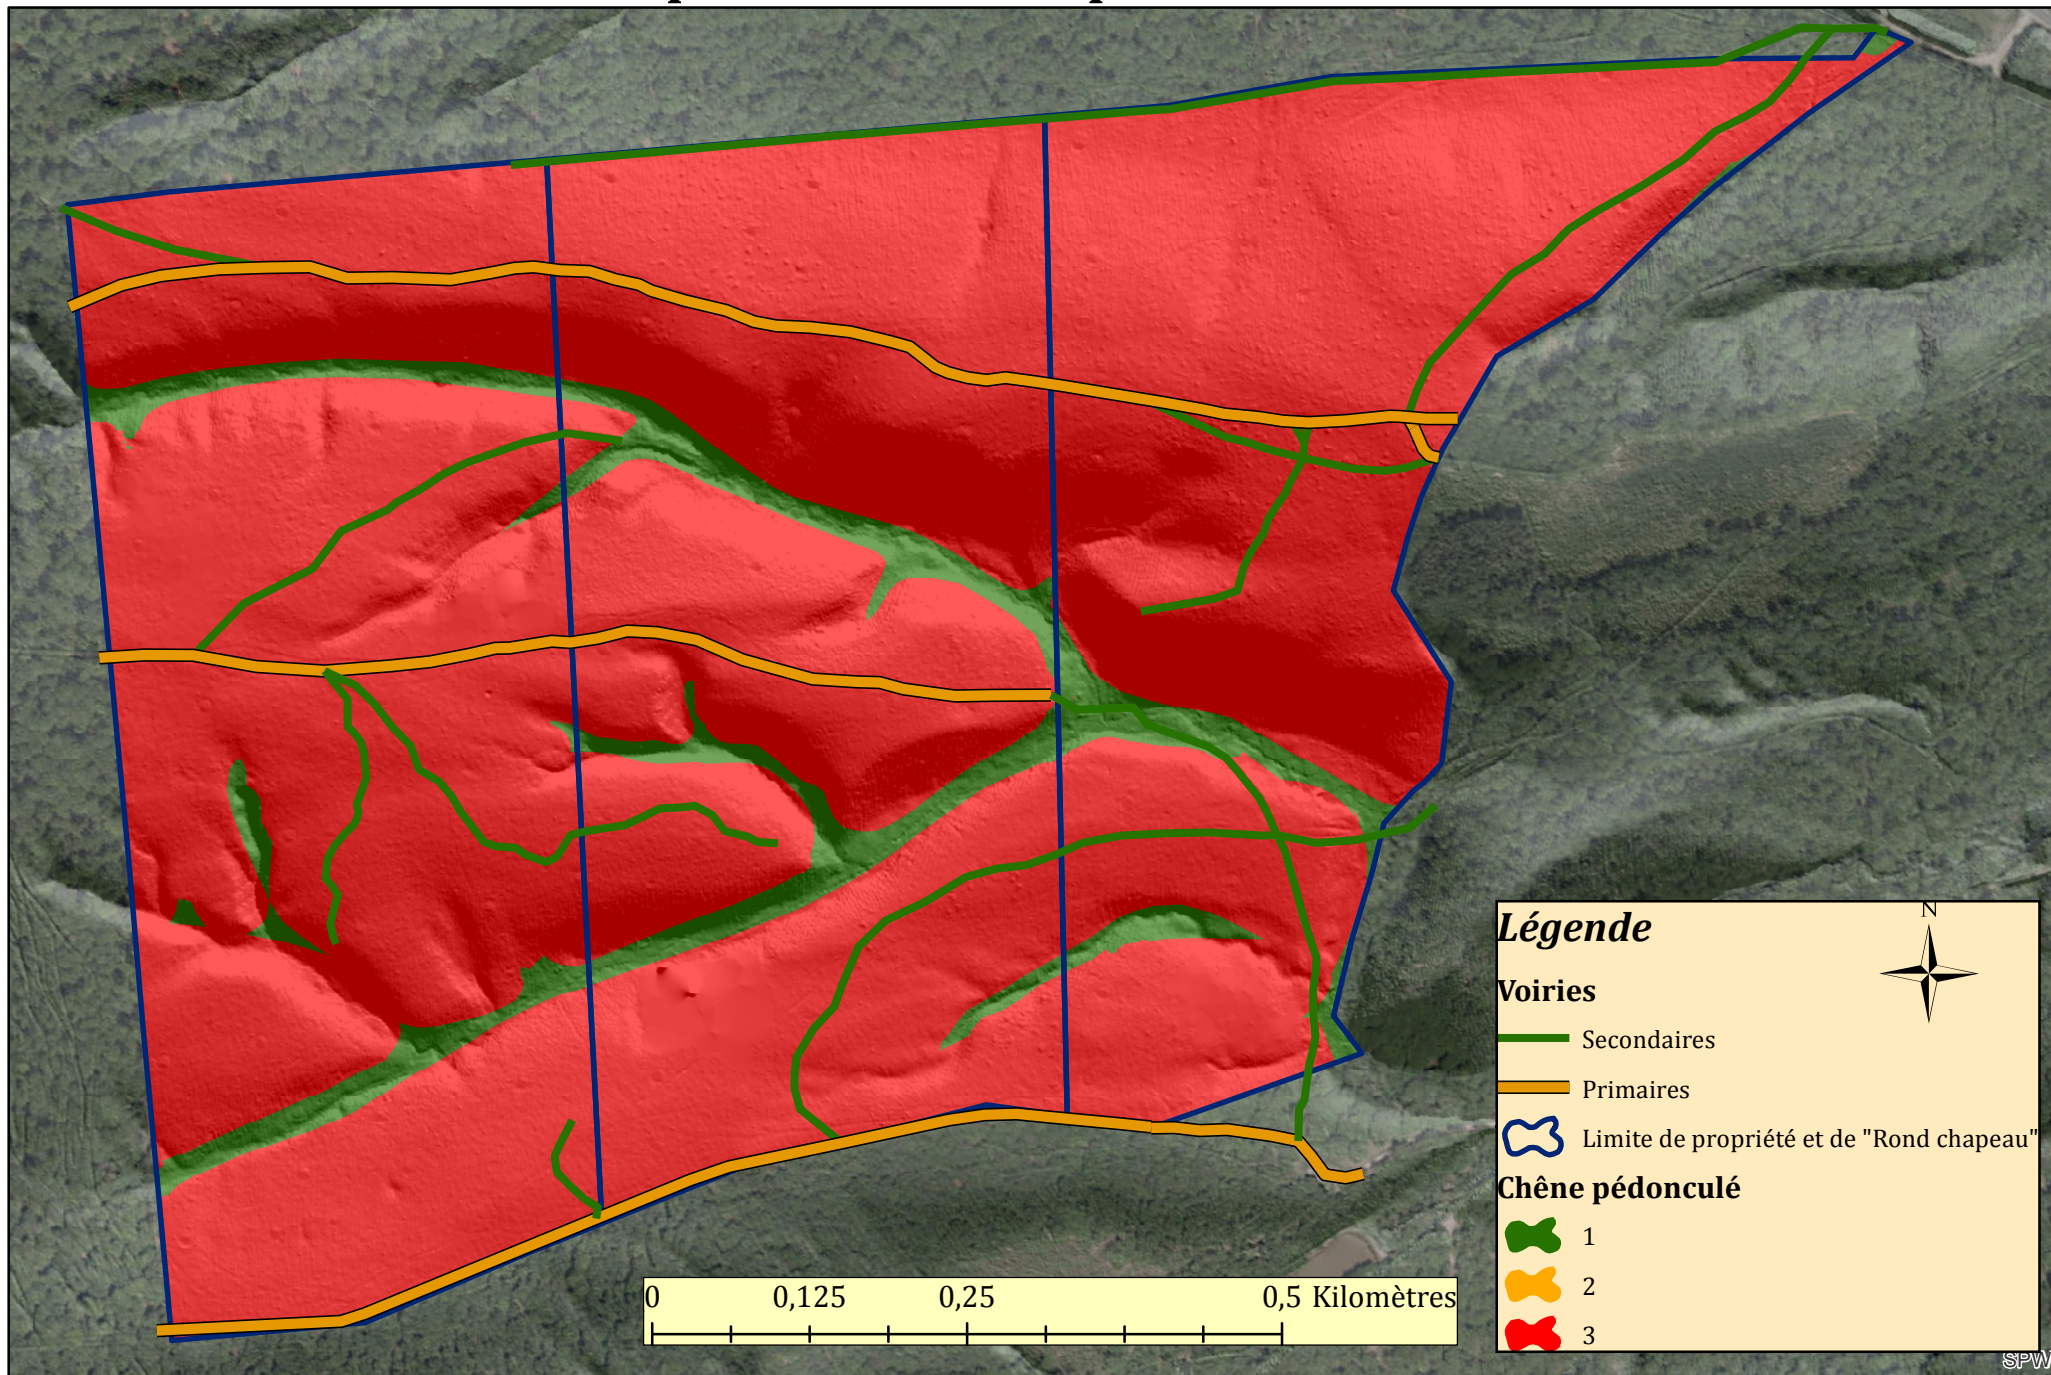 0 0,125 0,25 0,5 Kilomètres
N
Légende
Voiries
Secondaires
Primaires
Limite de propriété et de "Rond chapeau"
Chêne pédonculé
1
2
3
SPW